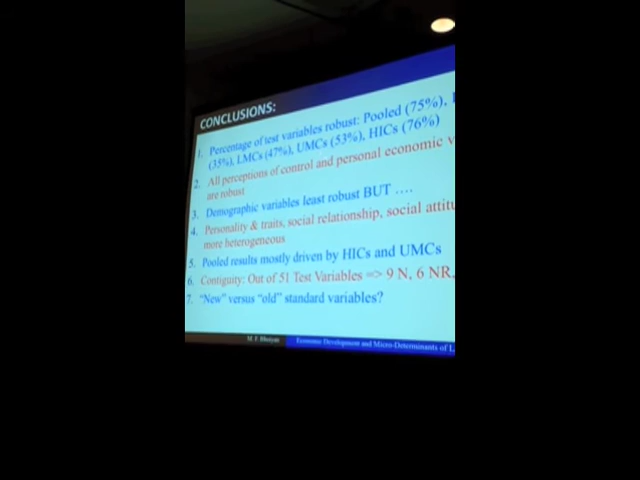 CONCLUSIONS:
1. Percentage of test variables robust: Pooled (75%),
(35%), LMCs (47%), UMCs (53%), HICs (76%)
2. All perceptions of control and personal economic
are robust
3. Demographic variables least robust BUT ....
4. Personality & traits, social relationship, social
more heterogeneous
5. Pooled results mostly driven by HICs and UMCs
6. Contiguity: Out of 51 Test Variables => 9 N, 6 NR,
7. "New" versus "old" standard variables?
M. F. Bhuiyan
Economic Development and Micro-Determinants of